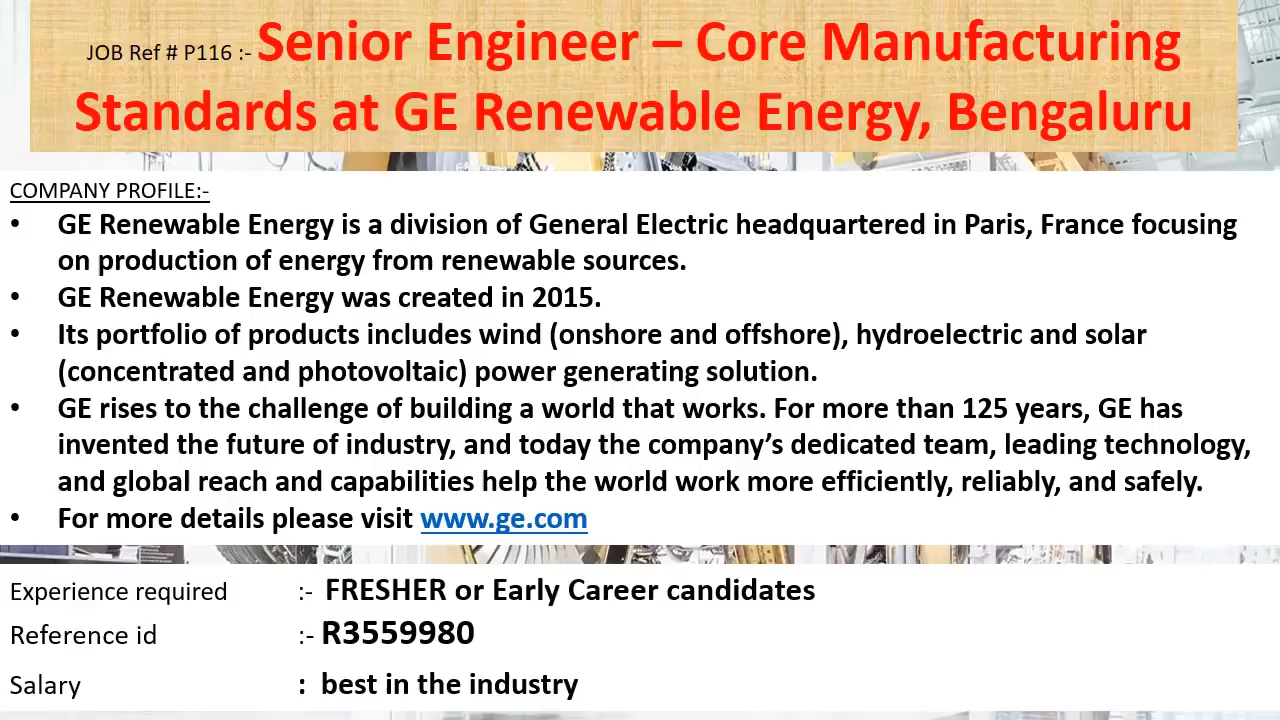 JOB Ref # P116 :- Senior Engineer – Core Manufacturing
Standards at GE Renewable Energy, Bengaluru
COMPANY PROFILE:-
• GE Renewable Energy is a division of General Electric headquartered in Paris, France focusing
on production of energy from renewable sources.
• GE Renewable Energy was created in 2015.
• Its portfolio of products includes wind (onshore and offshore), hydroelectric and solar
(concentrated and photovoltaic) power generating solution.
• GE rises to the challenge of building a world that works. For more than 125 years, GE has
invented the future of industry, and today the company’s dedicated team, leading technology,
and global reach and capabilities help the world work more efficiently, reliably, and safely.
• For more details please visit www.ge.com
Experience required :- FRESHER or Early Career candidates
Reference id :- R3559980
Salary : best in the industry